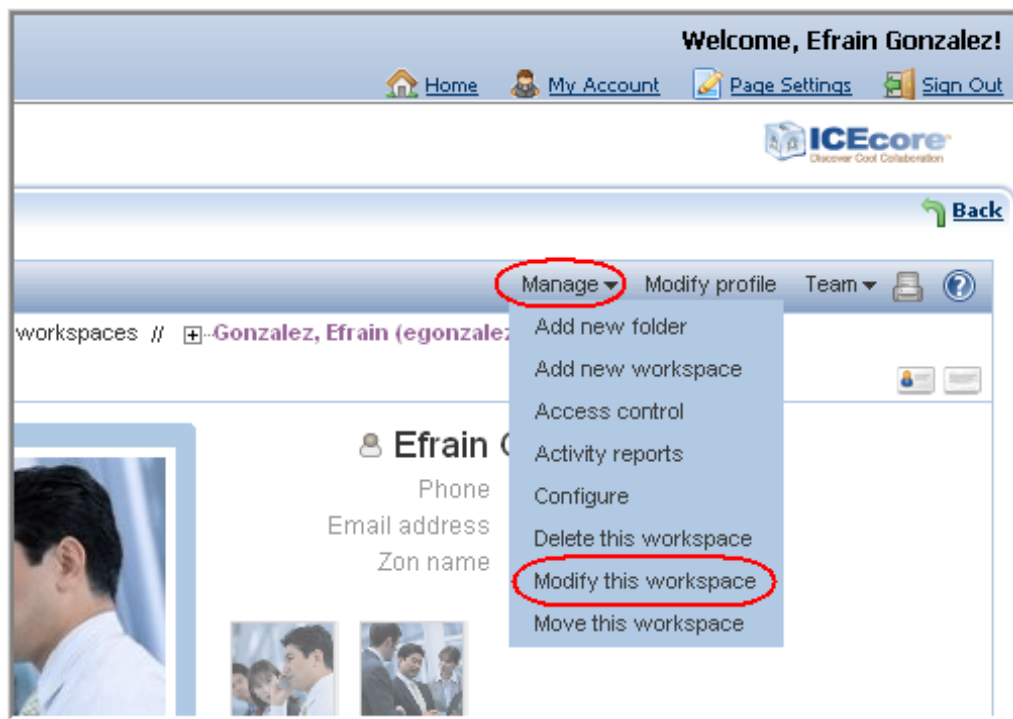 Welcome, Efrain Gonzalez!
Home My Account Page Settings Sign Out
ICEcore
Discover Cool Collaboration
Back
Manage Modify profile Team
workspaces // Gonzalez, Efrain (egonzalez
Add new folder
Add new workspace
Access control
Activity reports
Configure
Delete this workspace
Modify this workspace
Move this workspace
Efrain
Phone
Email address
Zon name